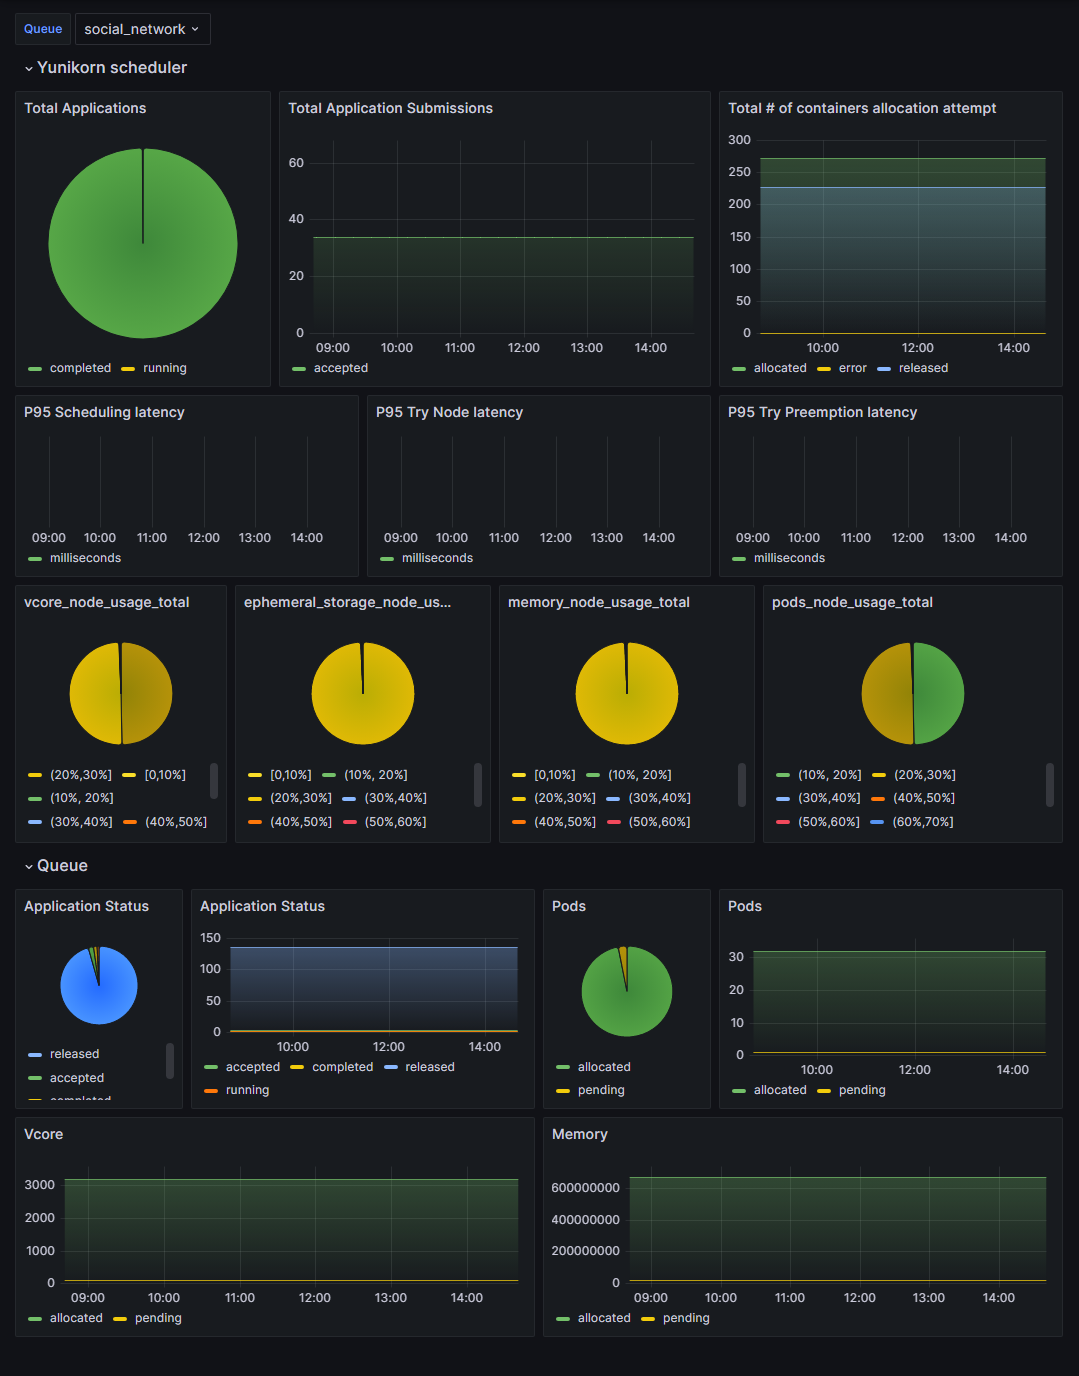 Queue social_network
Yunikorn scheduler
Total Applications
completed running
Total Application Submissions
60
40
20
0
09:00 10:00 11:00 12:00 13:00 14:00
accepted
Total # of containers allocation attempt
300
250
200
150
100
50
0
10:00 12:00 14:00
allocated error released
P95 Scheduling latency
09:00 10:00 11:00 12:00 13:00 14:00
milliseconds
P95 Try Node latency
09:00 10:00 11:00 12:00 13:00 14:00
milliseconds
P95 Try Preemption latency
09:00 10:00 11:00 12:00 13:00 14:00
milliseconds
vcore_node_usage_total
(20%,30%] [0,10%]
(10%, 20%]
(30%,40%] (40%,50%]
ephemeral_storage_node_us...
[0,10%] (10%, 20%]
(20%,30%] (30%,40%]
(40%,50%] (50%,60%]
memory_node_usage_total
[0,10%] (10%, 20%]
(20%,30%] (30%,40%]
(40%,50%] (50%,60%]
pods_node_usage_total
(10%, 20%] (20%,30%]
(30%,40%] (40%,50%]
(50%,60%] (60%,70%]
Queue
Application Status
released
accepted
completed
Application Status
150
100
50
0
10:00 12:00 14:00
accepted completed released
running
Pods
allocated
pending
Pods
30
20
10
0
10:00 12:00 14:00
allocated pending
Vcore
3000
2000
1000
0
09:00 10:00 11:00 12:00 13:00 14:00
allocated pending
Memory
600000000
400000000
200000000
0
09:00 10:00 11:00 12:00 13:00 14:00
allocated pending